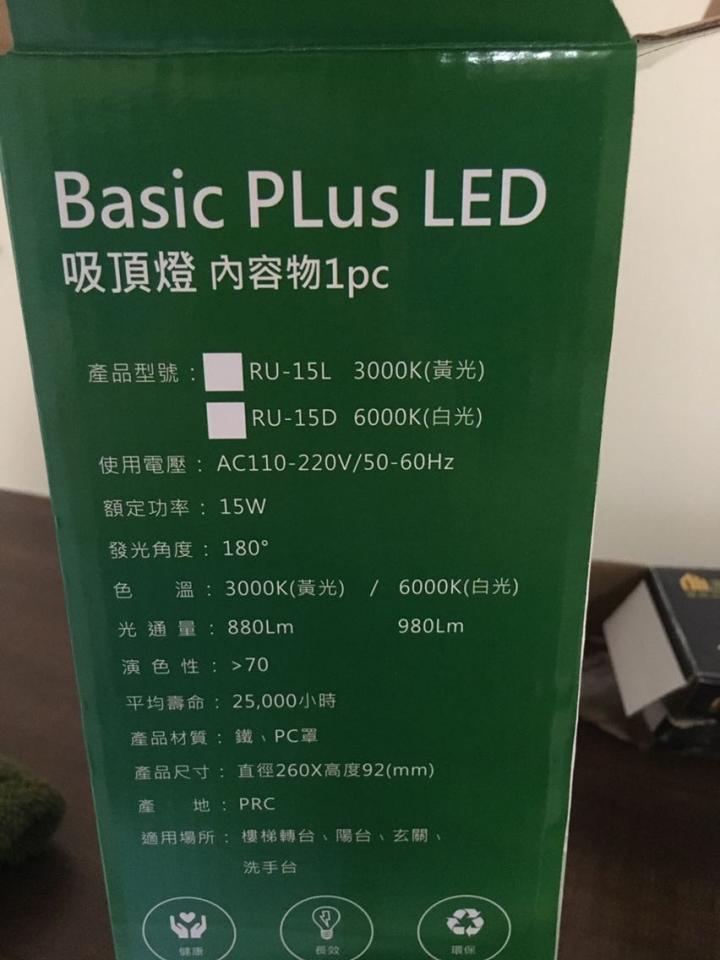 Basic PLus LED
吸頂燈 內容物1pc
產品型號： RU-15L 3000K(黃光)
RU-15D 6000K(白光)
使用電壓： AC110-220V/50-60Hz
額定功率： 15W
發光角度： 180°
色 溫： 3000K(黃光) / 6000K(白光)
光 通 量： 880Lm 980Lm
演 色 性： >70
平均壽命： 25,000小時
產品材質： 鐵、PC罩
產品尺寸： 直徑260X高度92(mm)
產 地： PRC
適用場所： 樓梯轉台、陽台、玄關、
洗手台
健康 長效 環保